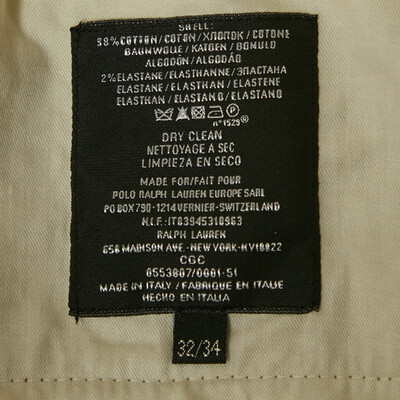 SHELL:
98%COTTON/COTON/ХЛОПОК/COTONE
BAUMWOLLE/KATOEN/BOMULD
ALGODÓN/ALGODÃO
2%ELASTANE/ELASTHANNE/ЭЛАСТАНА
ELASTANE/ELASTHAN/ELASTENE
ELASTHAN/ELASTANO/ELASTANO
n°1529®
DRY CLEAN
NETTOYAGE A SEC
LIMPIEZA EN SECO
MADE FOR/FAIT POUR
POLO RALPH LAUREN EUROPE SARL
PO BOX790-1214VERNIER-SWITZERLAND
N.I.F.:IT03945310963
RALPH LAUREN
650 MADISON AVE.-NEW YORK-NY10022
CGC
0553807/0001-51
MADE IN ITALY / FABRIQUE EN ITALIE
HECHO EN ITALIA
32/34